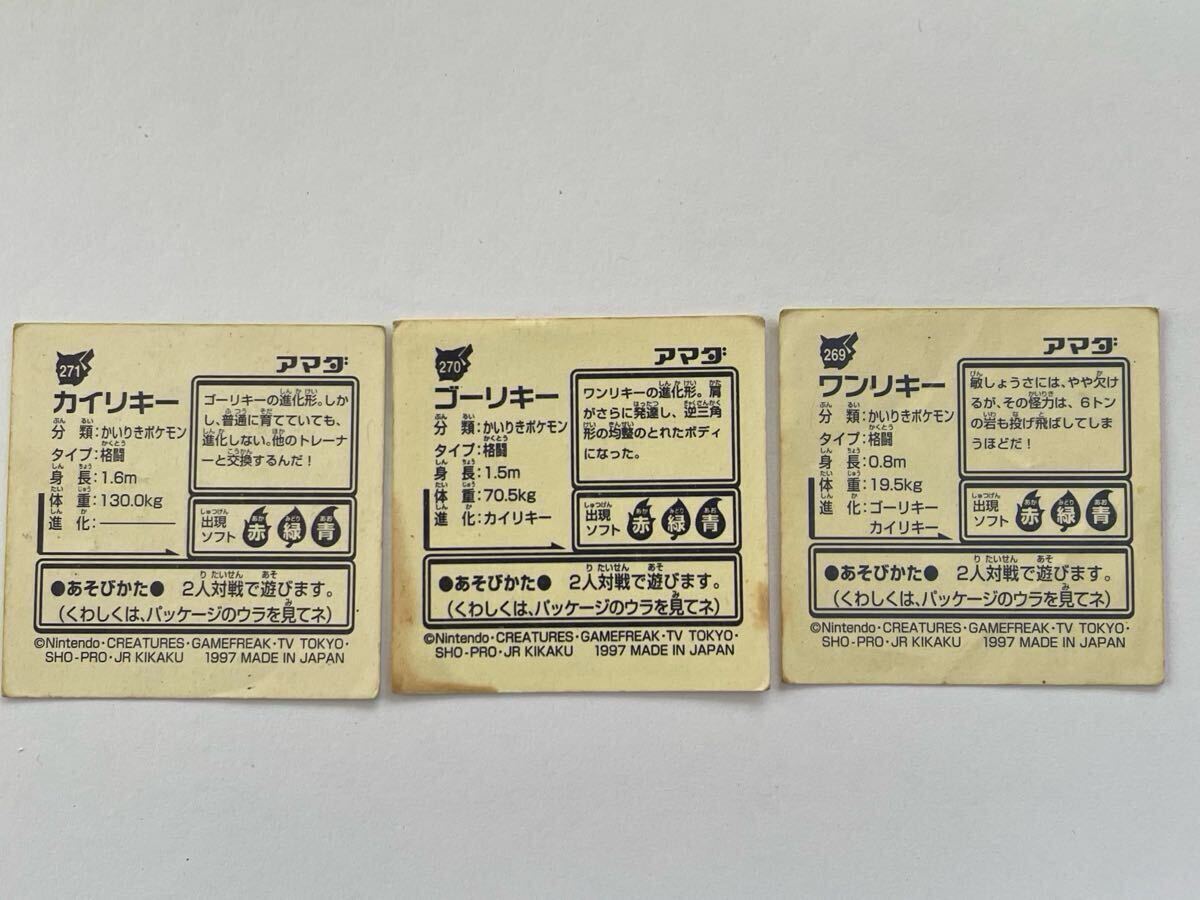 271
アマダ
カイリキー
分類:かいりきポケモン
タイプ:格闘
身長:1.6m
体重:130.0kg
進化:―――
ゴーリキーの進化形。しか
し、普通に育てていても、
進化しない。他のトレーナ
ーと交換するんだ!
出現
ソフト
赤 緑 青
●あそびかた● 2人対戦で遊びます。
(くわしくは、パッケージのウラを見てネ)
©Nintendo・CREATURES・GAMEFREAK・TV TOKYO・
SHO-PRO・JR KIKAKU 1997 MADE IN JAPAN
270
アマダ
ゴーリキー
分類:かいりきポケモン
タイプ:格闘
身長:1.5m
体重:70.5kg
進化:カイリキー
ワンリキーの進化形。肩
がさらに発達し、逆三角
形の均整のとれたボディ
になった。
出現
ソフト
赤 緑 青
●あそびかた● 2人対戦で遊びます。
(くわしくは、パッケージのウラを見てネ)
©Nintendo・CREATURES・GAMEFREAK・TV TOKYO・
SHO-PRO・JR KIKAKU 1997 MADE IN JAPAN
269
アマダ
ワンリキー
分類:かいりきポケモン
タイプ:格闘
身長:0.8m
体重:19.5kg
進化:ゴーリキー
カイリキー
敏しょうさには、やや欠け
るが、その怪力は、6トン
の岩も投げ飛ばしてしま
うほどだ!
出現
ソフト
赤 緑 青
●あそびかた● 2人対戦で遊びます。
(くわしくは、パッケージのウラを見てネ)
©Nintendo・CREATURES・GAMEFREAK・TV TOKYO・
SHO-PRO・JR KIKAKU 1997 MADE IN JAPAN